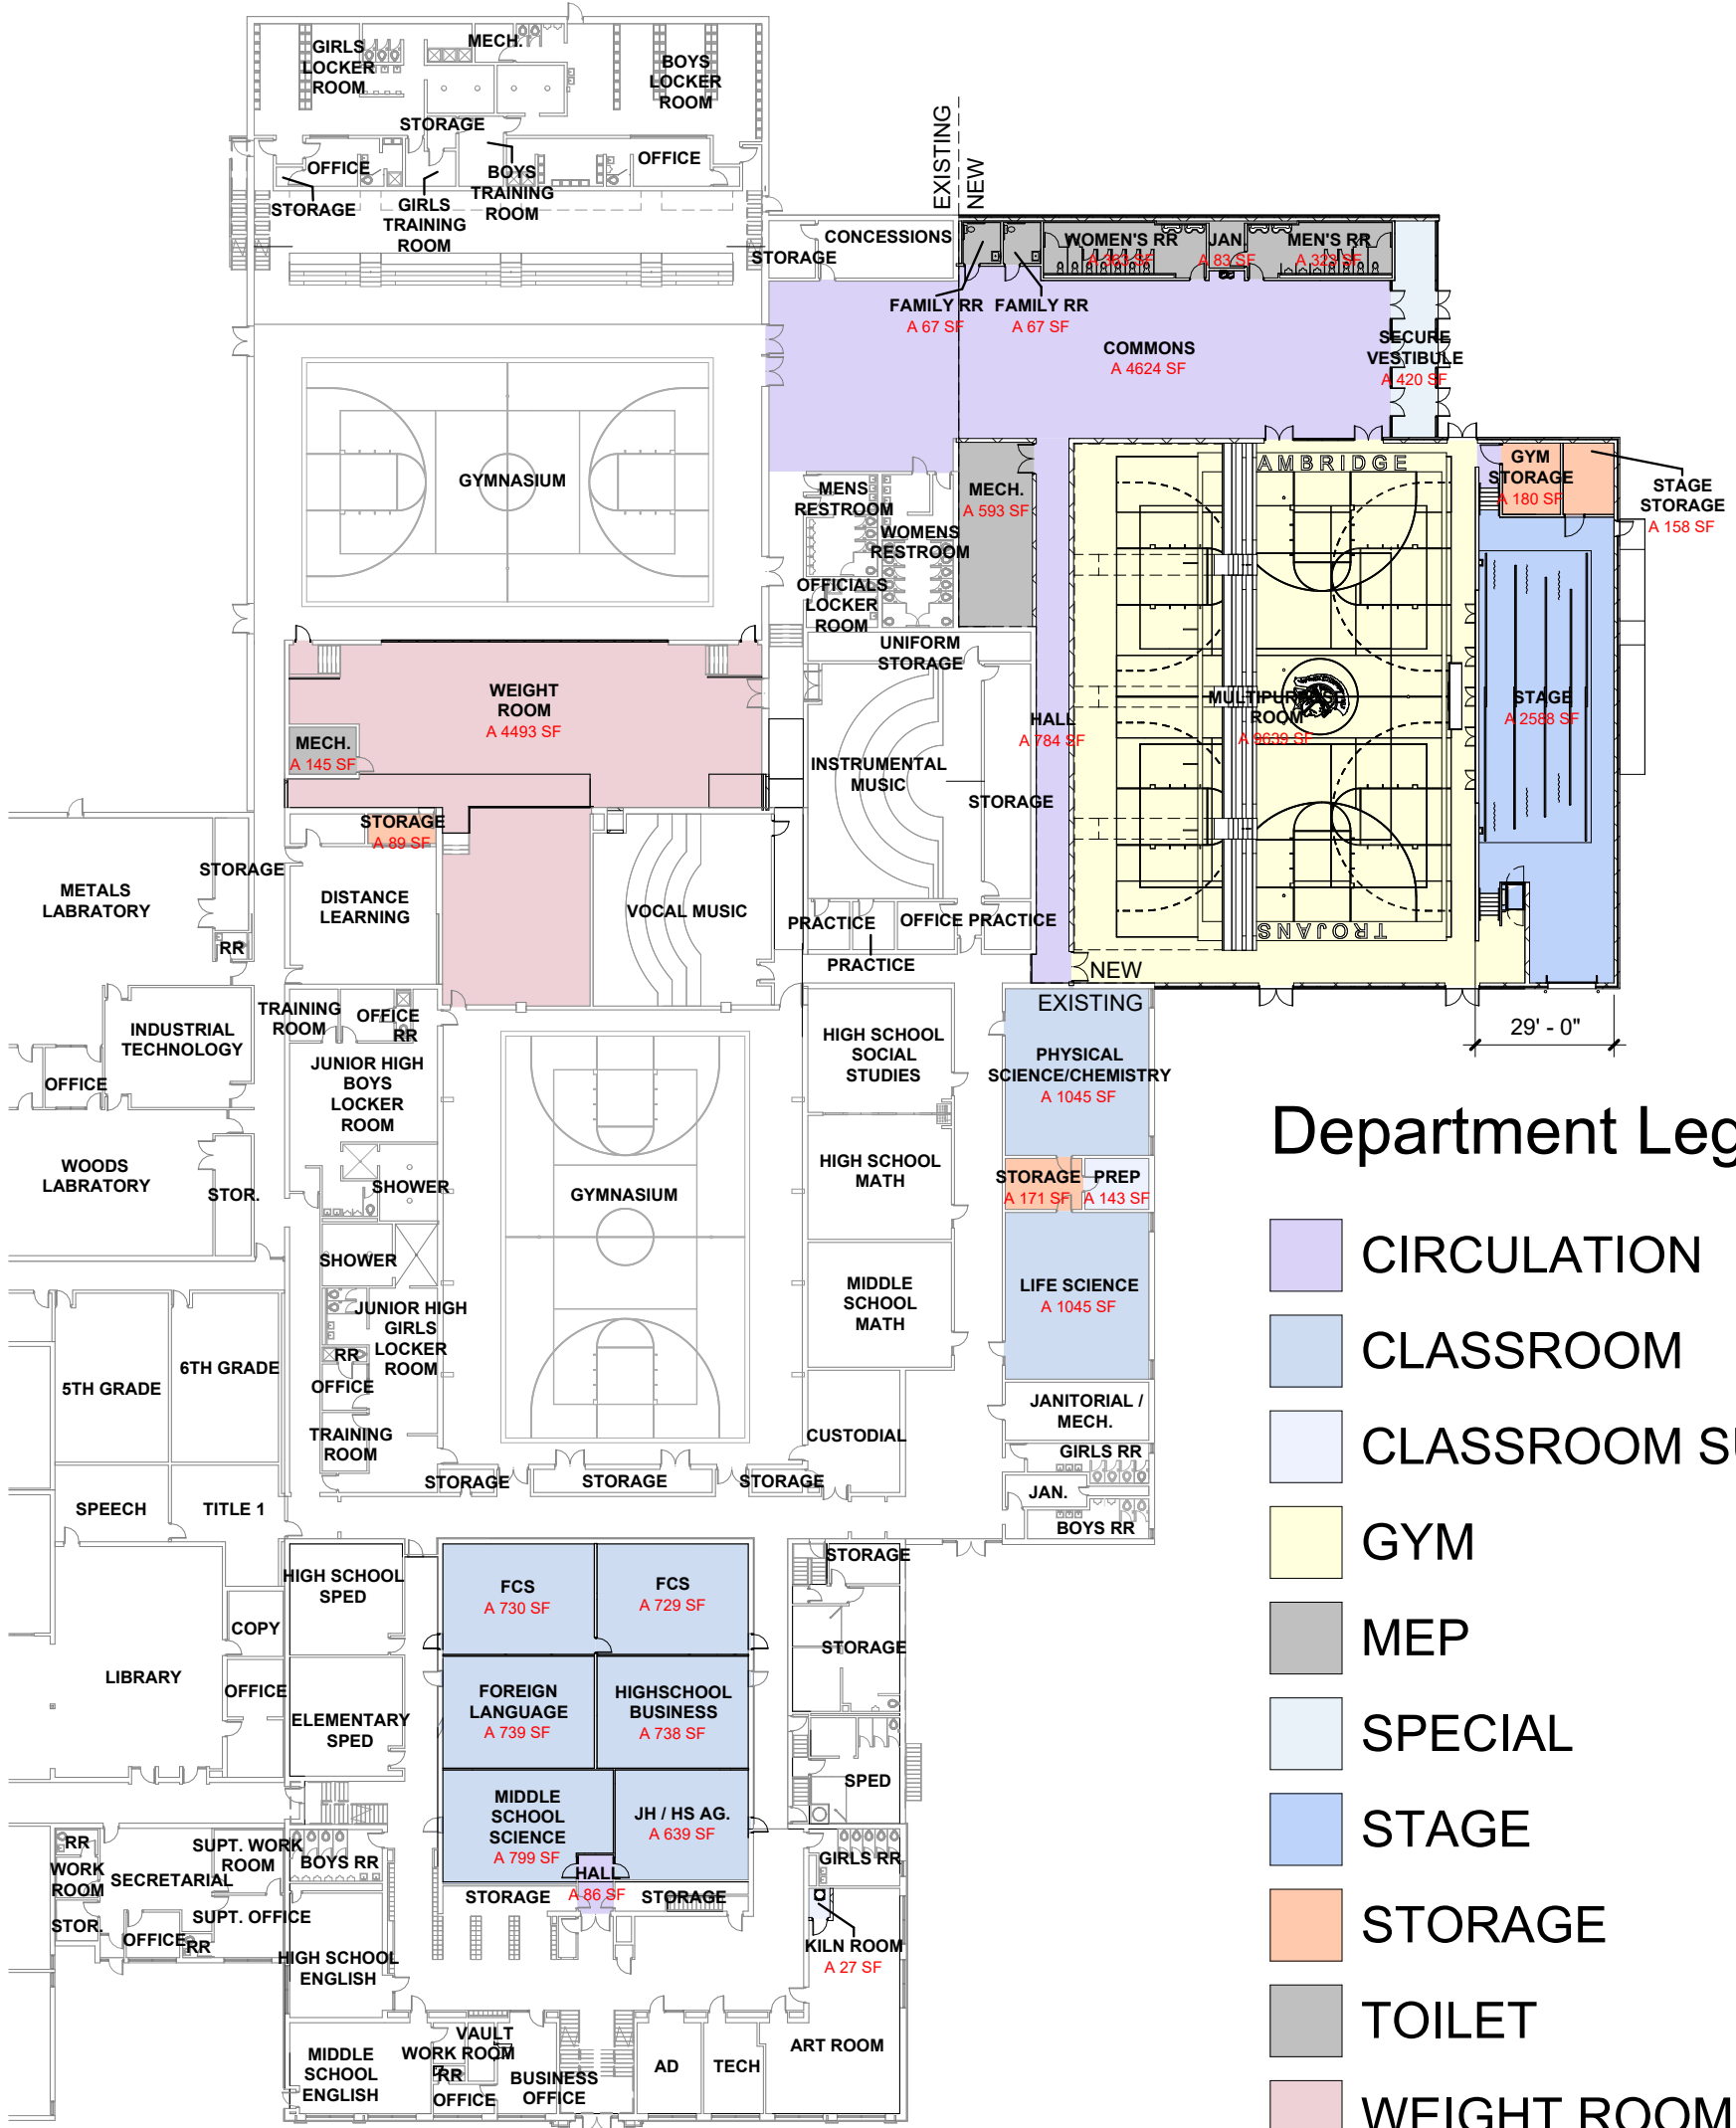 GIRLS
LOCKER
ROOM
MECH.
BOYS
LOCKER
ROOM
STORAGE
OFFICE
BOYS
TRAINING
ROOM
OFFICE
STORAGE
GIRLS
TRAINING
ROOM
EXISTING
NEW
STORAGE
CONCESSIONS
WOMEN'S RR
A 363 SF
JAN.
A 83 SF
MEN'S RR
A 323 SF
FAMILY RR
A 67 SF
FAMILY RR
A 67 SF
COMMONS
A 4624 SF
SECURE
VESTIBULE
A 420 SF
GYMNASIUM
MENS
RESTROOM
WOMENS
RESTROOM
MECH.
A 593 SF
AMBRIDGE
GYM
STORAGE
A 180 SF
STAGE
STORAGE
A 158 SF
OFFICIALS
LOCKER
ROOM
UNIFORM
STORAGE
WEIGHT
ROOM
A 4493 SF
MECH.
A 145 SF
HALL
A 784 SF
MULTIPURPOSE
ROOM
A 9639 SF
STAGE
A 2588 SF
INSTRUMENTAL
MUSIC
STORAGE
STORAGE
A 89 SF
STORAGE
METALS
LABRATORY
DISTANCE
LEARNING
VOCAL MUSIC
PRACTICE
OFFICE
PRACTICE
PRACTICE
TROJANS
RR
NEW
EXISTING
29' - 0"
INDUSTRIAL
TECHNOLOGY
OFFICE
TRAINING
ROOM
OFFICE
RR
JUNIOR HIGH
BOYS
LOCKER
ROOM
HIGH SCHOOL
SOCIAL
STUDIES
PHYSICAL
SCIENCE/CHEMISTRY
A 1045 SF
WOODS
LABRATORY
STOR.
SHOWER
GYMNASIUM
HIGH SCHOOL
MATH
STORAGE
A 171 SF
PREP
A 143 SF
SHOWER
JUNIOR HIGH
GIRLS
LOCKER
ROOM
MIDDLE
SCHOOL
MATH
LIFE SCIENCE
A 1045 SF
5TH GRADE
6TH GRADE
RR
OFFICE
TRAINING
ROOM
CUSTODIAL
JANITORIAL /
MECH.
GIRLS RR
JAN.
BOYS RR
STORAGE
STORAGE
STORAGE
SPEECH
TITLE 1
HIGH SCHOOL
SPED
FCS
A 730 SF
FCS
A 729 SF
STORAGE
COPY
STORAGE
LIBRARY
OFFICE
ELEMENTARY
SPED
FOREIGN
LANGUAGE
A 739 SF
HIGHSCHOOL
BUSINESS
A 738 SF
SPED
MIDDLE
SCHOOL
SCIENCE
A 799 SF
JH / HS AG.
A 639 SF
HALL
A 86 SF
STORAGE
STORAGE
GIRLS RR
RR
WORK
ROOM
SECRETARIAL
SUPT. WORK
ROOM
BOYS RR
STOR.
OFFICE
SUPT. OFFICE
RR
HIGH SCHOOL
ENGLISH
KILN ROOM
A 27 SF
MIDDLE
SCHOOL
ENGLISH
VAULT
WORK ROOM
RR
OFFICE
BUSINESS
OFFICE
AD
TECH
ART ROOM
Department Leg
CIRCULATION
CLASSROOM
CLASSROOM SU
GYM
MEP
SPECIAL
STAGE
STORAGE
TOILET
WEIGHT ROOM